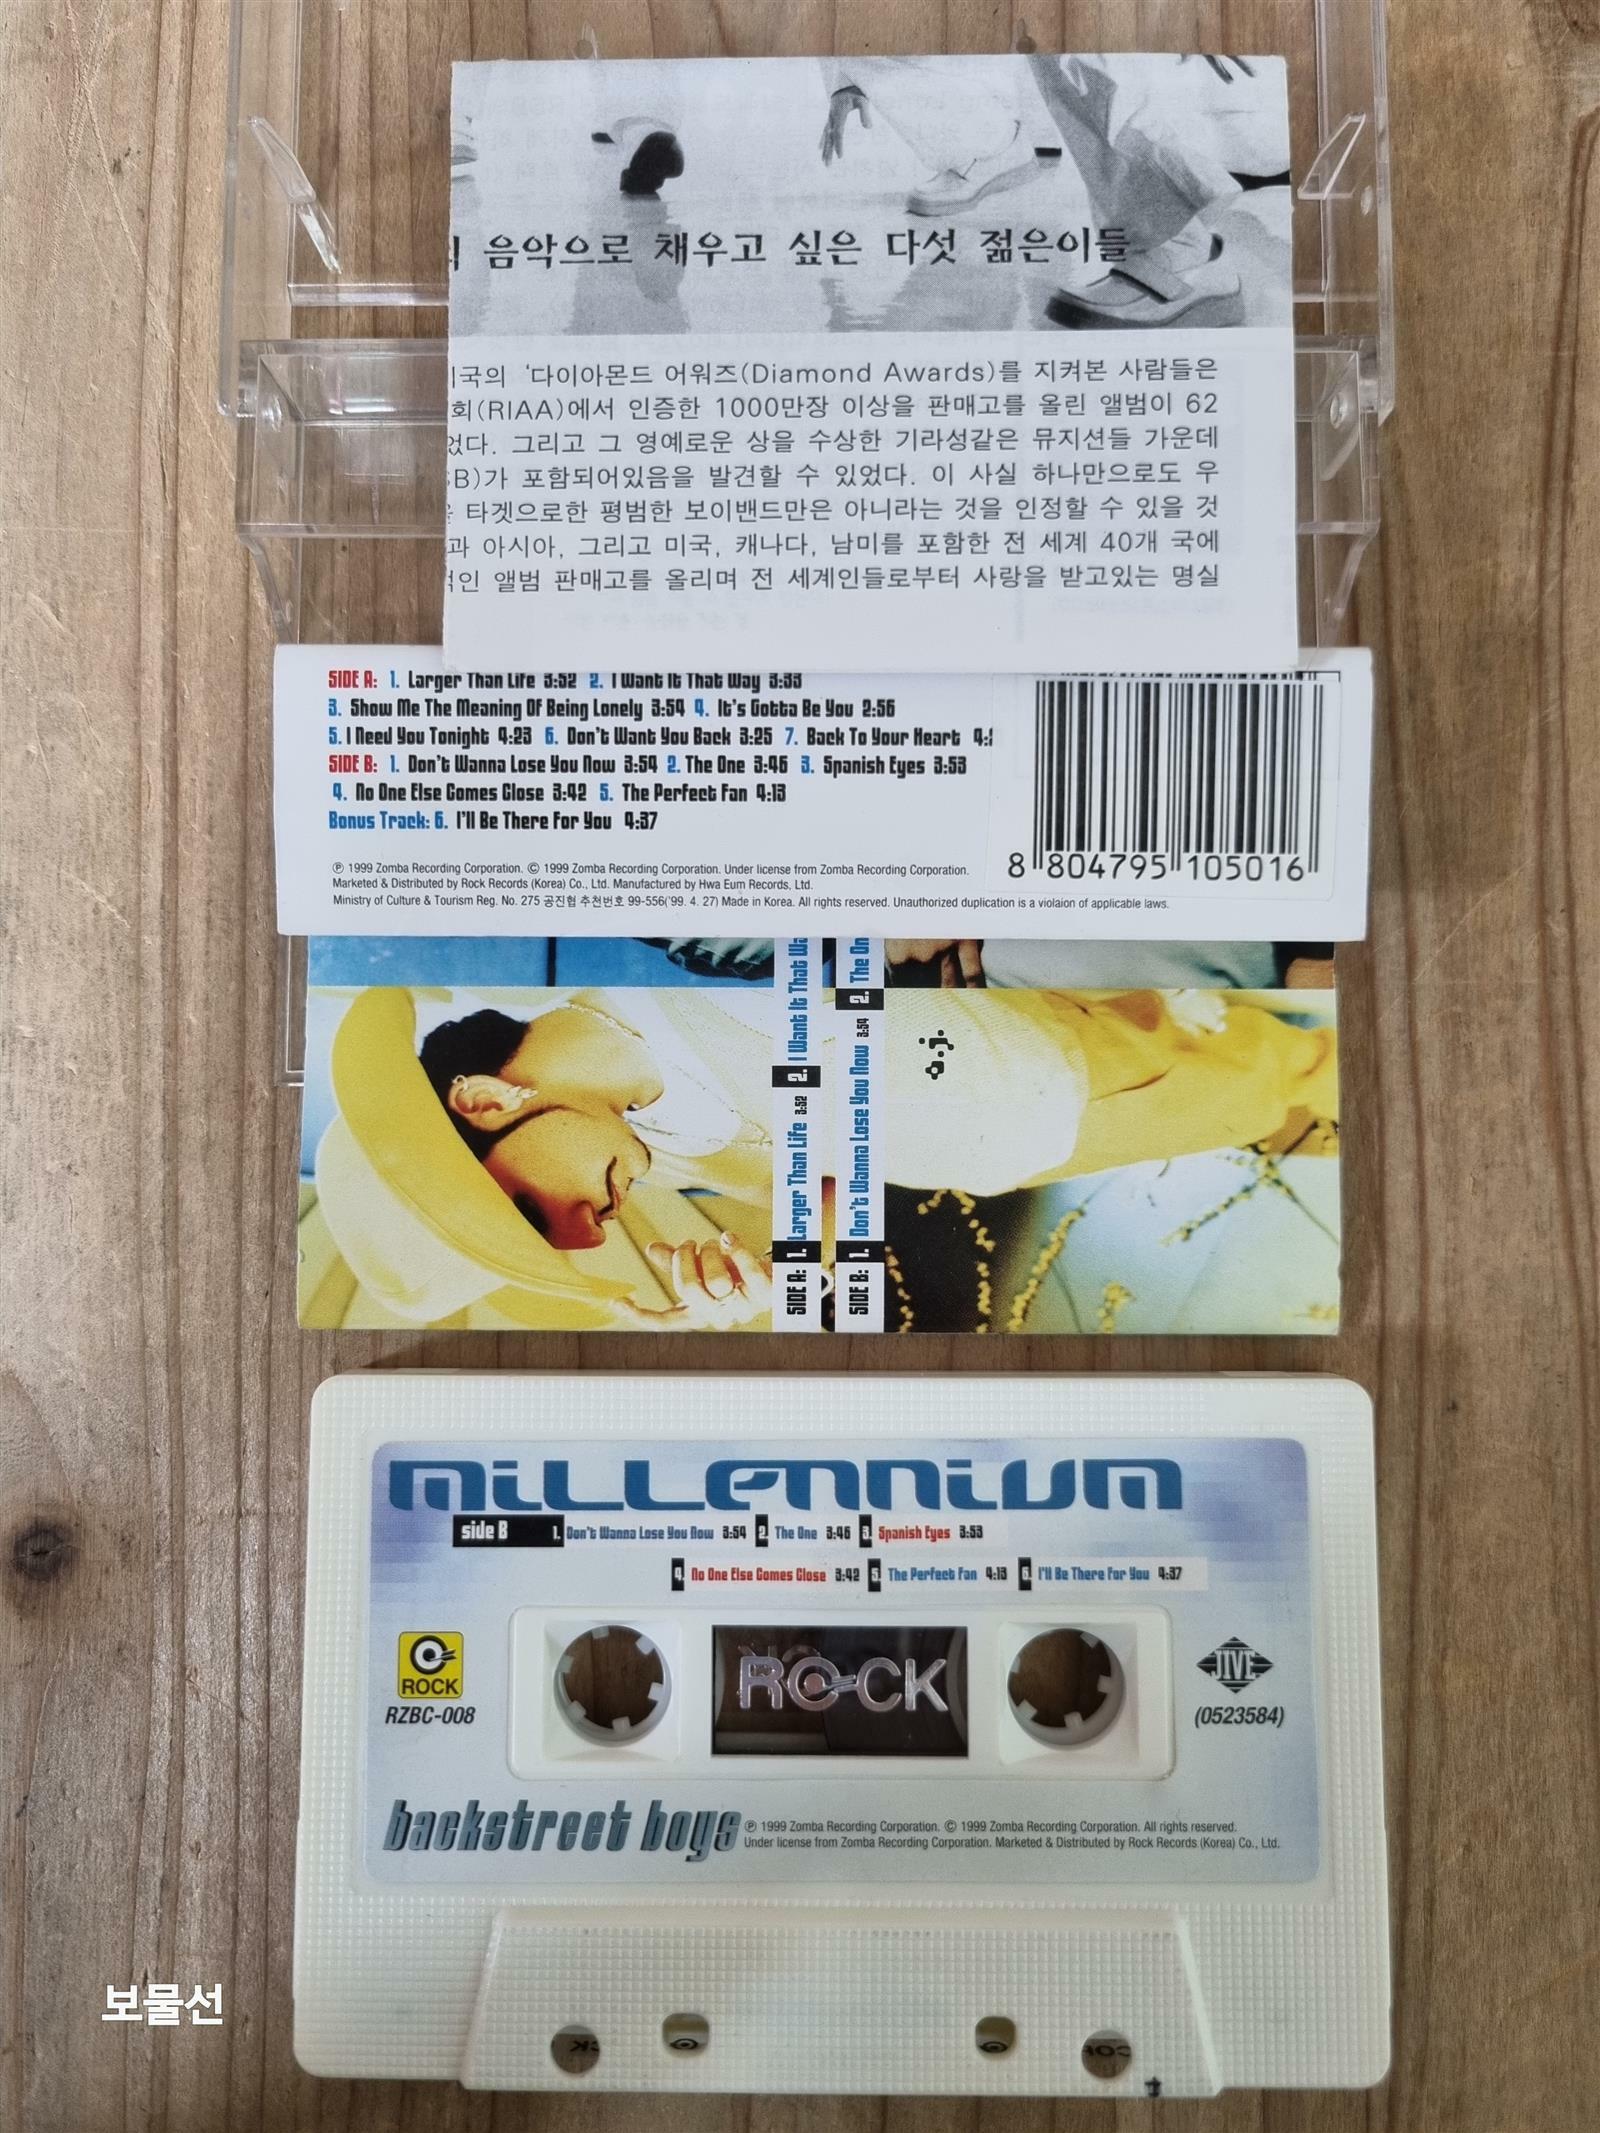 음악으로 채우고 싶은 다섯 젊은이들
'다이아몬드 어워즈(Diamond Awards)를 지켜본 사람들은
회(RIAA)에서 인증한 1000만장 이상을 판매고를 올린 앨범이 62
었다. 그리고 그 영예로운 상을 수상한 기라성같은 뮤지션들 가운데
SB)가 포함되어있음을 발견할 수 있었다. 이 사실 하나만으로도 우
타겟으로한 평범한 보이밴드만은 아니라는 것을 인정할 수 있을 것
과 아시아, 그리고 미국, 캐나다, 남미를 포함한 전 세계 40개 국에
적인 앨범 판매고를 올리며 전 세계인들로부터 사랑을 받고있는 명실
SIDE A: 1. Larger Than Life 3:52 2. I Want It That Way 3:33
3. Show Me The Meaning Of Being Lonely 3:54 4. It's Gotta Be You 2:56
5. I Need You Tonight 4:23 6. Don't Want You Back 3:25 7. Back To Your Heart
SIDE B: 1. Don't Wanna Lose You Now 3:54 2. The One 3:46 3. Spanish Eyes 3:53
4. No One Else Comes Close 3:42 5. The Perfect Fan 4:13
Bonus Track: 6. I'll Be There For You 4:37
℗ 1999 Zomba Recording Corporation. © 1999 Zomba Recording Corporation. Under license from Zomba Recording Corporation.
Marketed & Distributed by Rock Records (Korea) Co., Ltd. Manufactured by Hwa Eum Records, Ltd.
Ministry of Culture & Tourism Reg. No. 275 공진협 추천번호 99-556('99. 4. 27) Made in Korea. All rights reserved. Unauthorized duplication is a violaion of applicable laws.
8 804795 105016
SIDE A: 1. Larger Than Life 3:52 2. I Want It That Wa
SIDE B: 1. Don't Wanna Lose You Now 3:54 2. The On
a.j.
millennium
side B 1. Don't Wanna Lose You Now 3:54 2. The One 3:46 3. Spanish Eyes 3:53
4. No One Else Comes Close 3:42 5. The Perfect Fan 4:13 6. I'll Be There For You 4:37
ROCK
RZBC-008
ROCK
JIVE
(0523584)
backstreet boys
℗ 1999 Zomba Recording Corporation. © 1999 Zomba Recording Corporation. All rights reserved.
Under license from Zomba Recording Corporation. Marketed & Distributed by Rock Records (Korea) Co., Ltd.
보물선